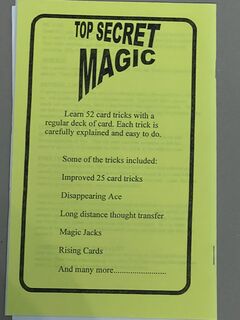 TOP SECRET
MAGIC
Learn 52 card tricks with a
regular deck of card. Each trick is
carefully explained and easy to do.
Some of the tricks included:
Improved 25 card tricks
Disappearing Ace
Long distance thought transfer
Magic Jacks
Rising Cards
And many more..........................